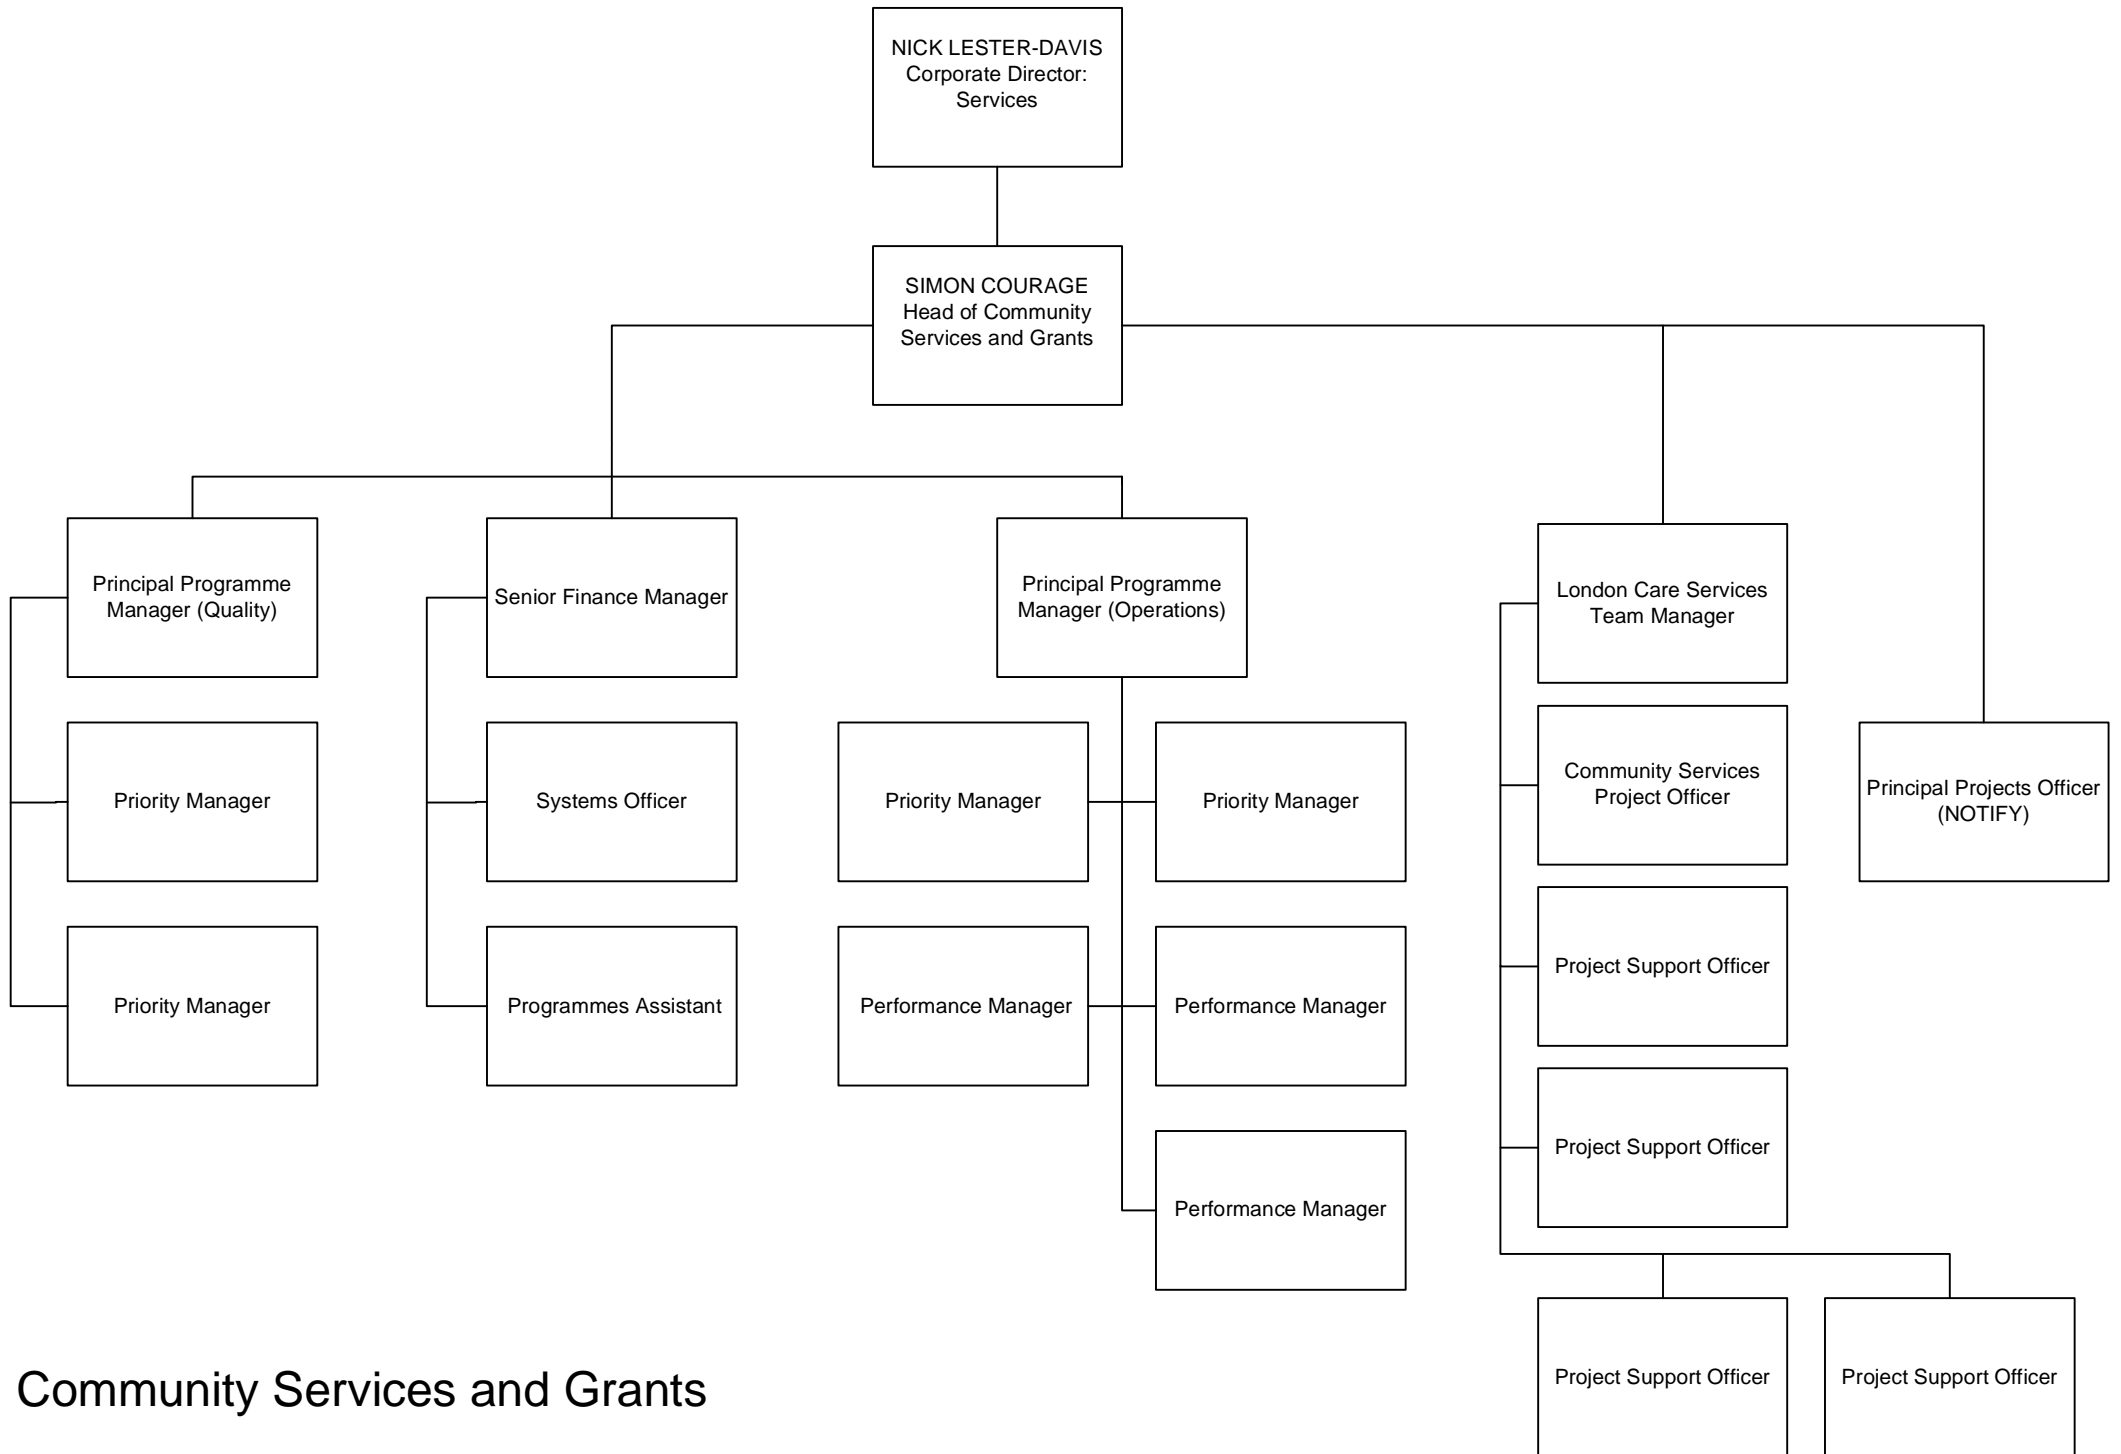 NICK LESTER-DAVIS
Corporate Director:
Services
SIMON COURAGE
Head of Community
Services and Grants
Principal Programme
Manager (Quality)
Senior Finance Manager
Principal Programme
Manager (Operations)
London Care Services
Team Manager
Priority Manager
Systems Officer
Priority Manager
Priority Manager
Community Services
Project Officer
Principal Projects Officer
(NOTIFY)
Priority Manager
Programmes Assistant
Performance Manager
Performance Manager
Project Support Officer
Project Support Officer
Performance Manager
Project Support Officer
Project Support Officer
Community Services and Grants